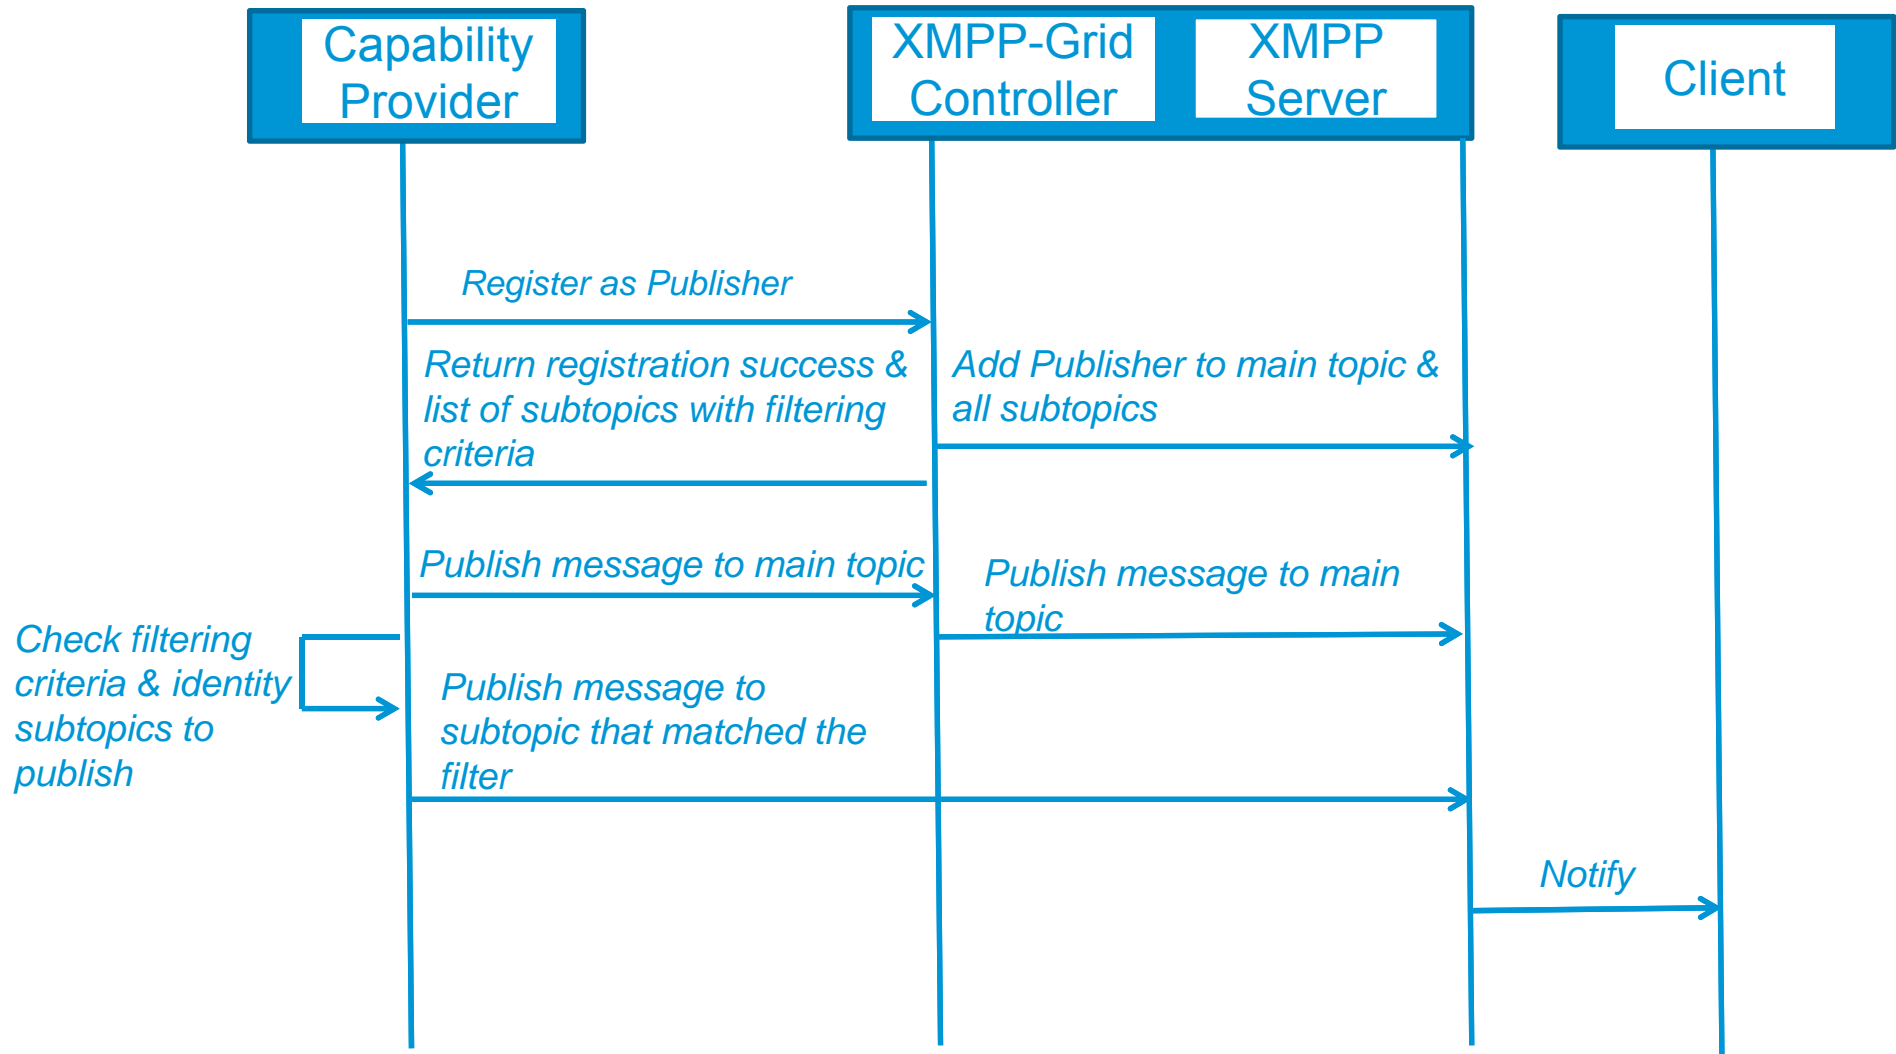 Capability
Provider
XMPP-Grid
Controller
XMPP
Server
Client
Register as Publisher
Return registration success &
list of subtopics with filtering
criteria
Add Publisher to main topic &
all subtopics
Publish message to main topic
Publish message to main
topic
Check filtering
criteria & identity
subtopics to
publish
Publish message to
subtopic that matched the
filter
Notify